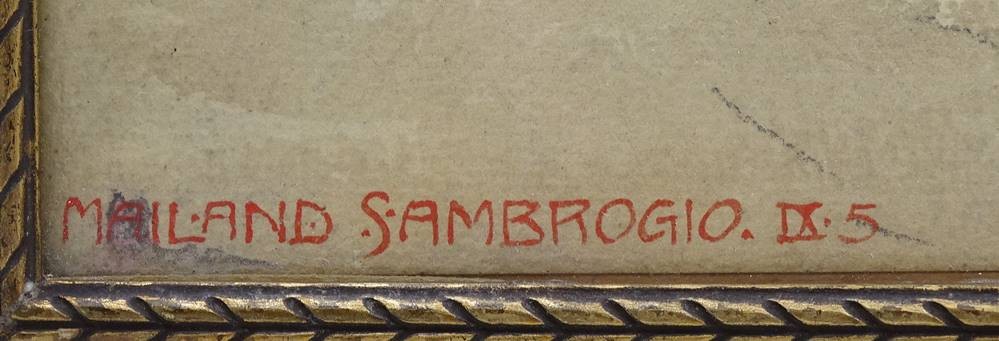 MAILAND S. AMBROGIO. IX. 5